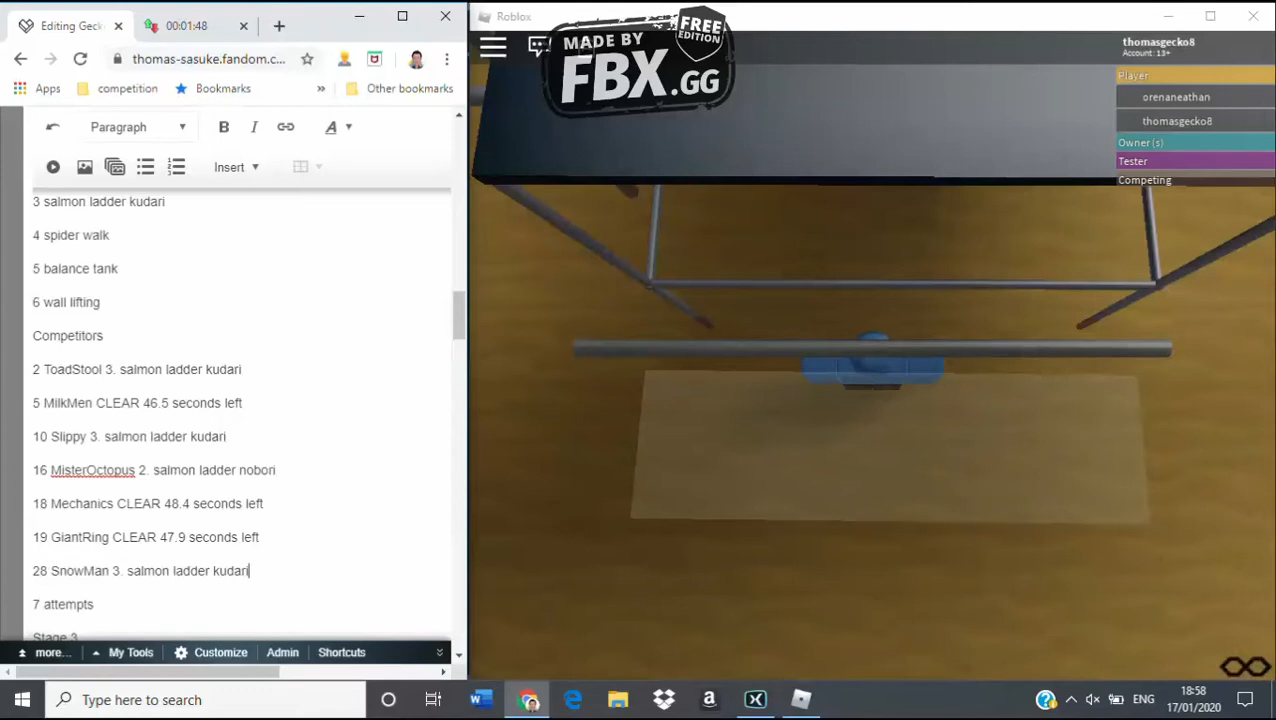 Editing Geck
00:01:48
thomas-sasuke.fandom.c...
Apps
competition
Bookmarks
»
Other bookmarks
Paragraph
B I A
Insert
3 salmon ladder kudari
4 spider walk
5 balance tank
6 wall lifting
Competitors
2 ToadStool 3. salmon ladder kudari
5 MilkMen CLEAR 46.5 seconds left
10 Slippy 3. salmon ladder kudari
16 MisterOctopus 2. salmon ladder nobori
18 Mechanics CLEAR 48.4 seconds left
19 GiantRing CLEAR 47.9 seconds left
28 SnowMan 3. salmon ladder kudari
7 attempts
Stage 3
more...
My Tools
Customize
Admin
Shortcuts
Roblox
MADE BY
FBX.gg
FREE
EDITION
thomasgecko8
Account: 13+
Player
orenaneathan
thomasgecko8
Owner(s)
Tester
Competing
Type here to search
ENG
18:58
17/01/2020